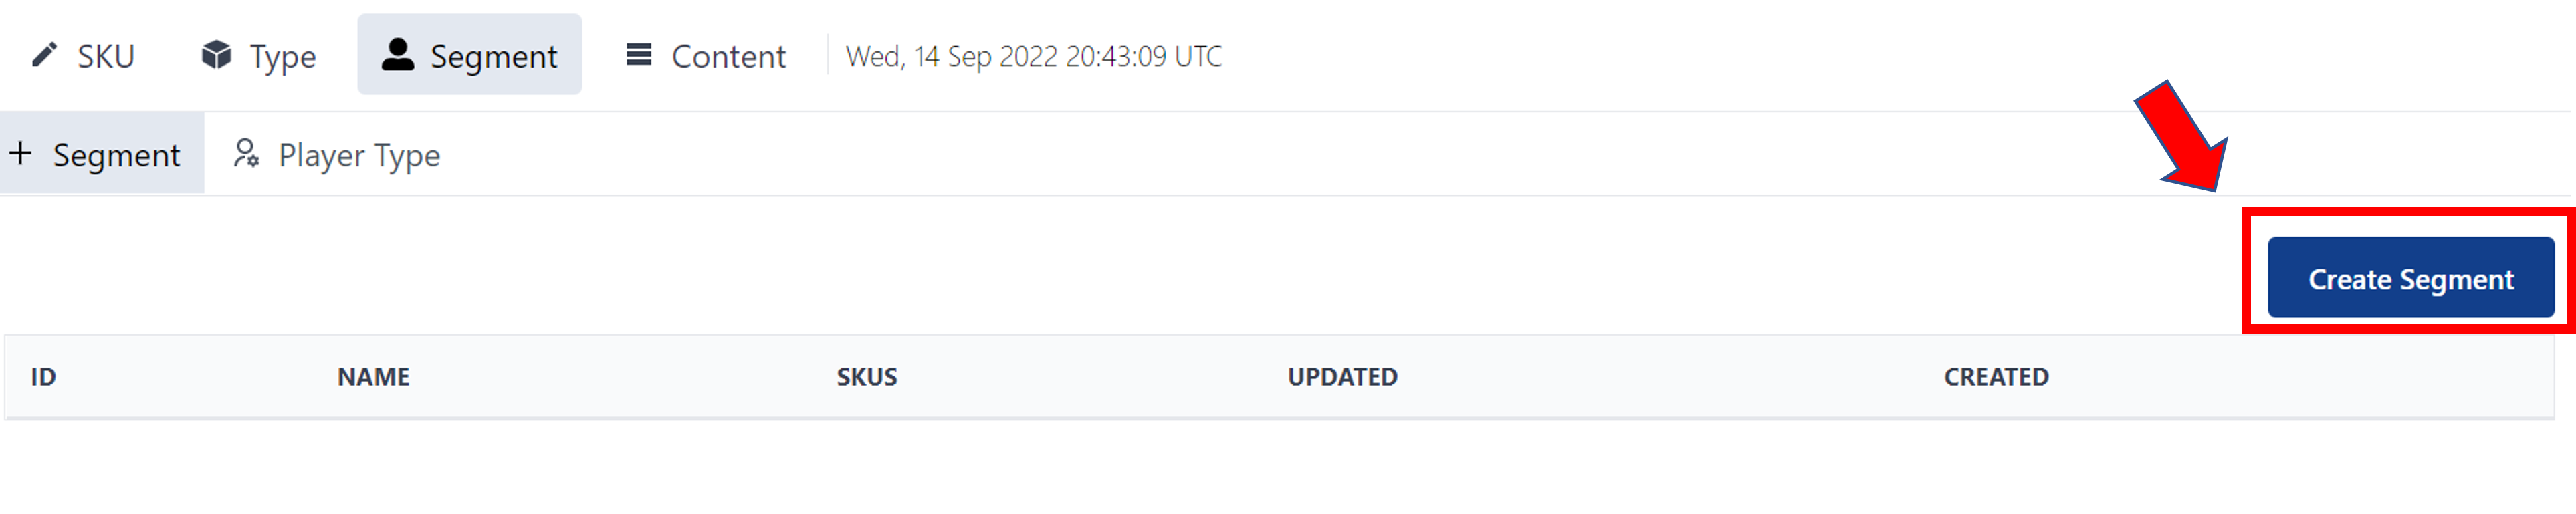 SKU Type Segment Content Wed, 14 Sep 2022 20:43:09 UTC
+ Segment Player Type
Create Segment
ID NAME SKUS UPDATED CREATED